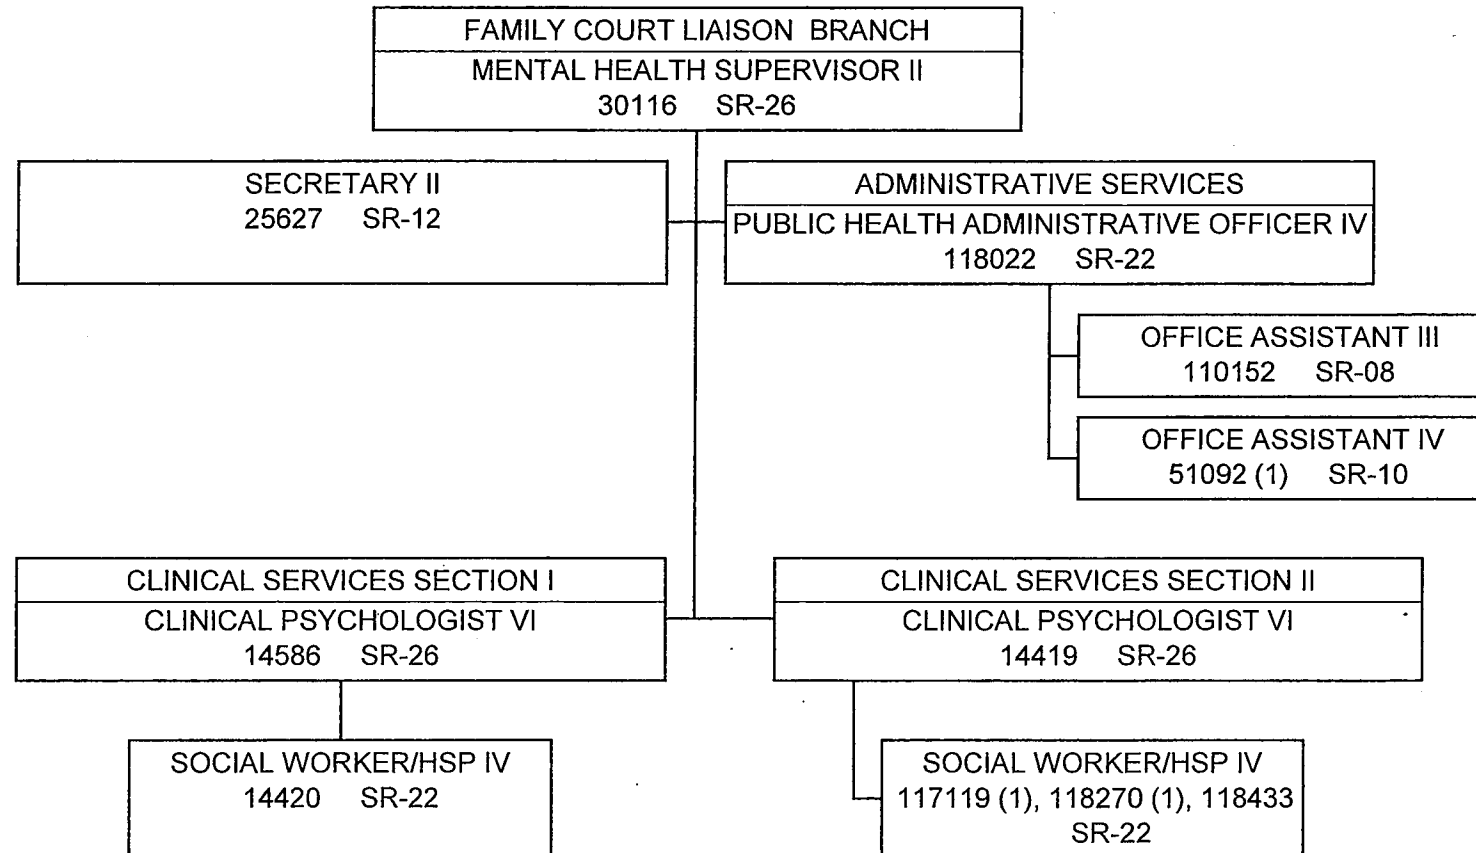 FAMILY COURT LIAISON BRANCH
MENTAL HEALTH SUPERVISOR II
30116 SR-26
SECRETARY II
25627 SR-12
ADMINISTRATIVE SERVICES
PUBLIC HEALTH ADMINISTRATIVE OFFICER IV
118022 SR-22
OFFICE ASSISTANT III
110152 SR-08
OFFICE ASSISTANT IV
51092 (1) SR-10
CLINICAL SERVICES SECTION I
CLINICAL PSYCHOLOGIST VI
14586 SR-26
CLINICAL SERVICES SECTION II
CLINICAL PSYCHOLOGIST VI
14419 SR-26
SOCIAL WORKER/HSP IV
14420 SR-22
SOCIAL WORKER/HSP IV
117119 (1), 118270 (1), 118433
SR-22